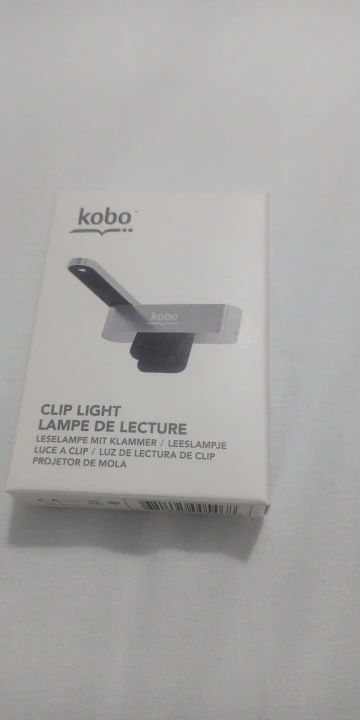 kobo
kobo
CLIP LIGHT
LAMPE DE LECTURE
LESELAMPE MIT KLAMMER / LEESLAMPJE
LUCE A CLIP / LUZ DE LECTURA DE CLIP
PROJETOR DE MOLA